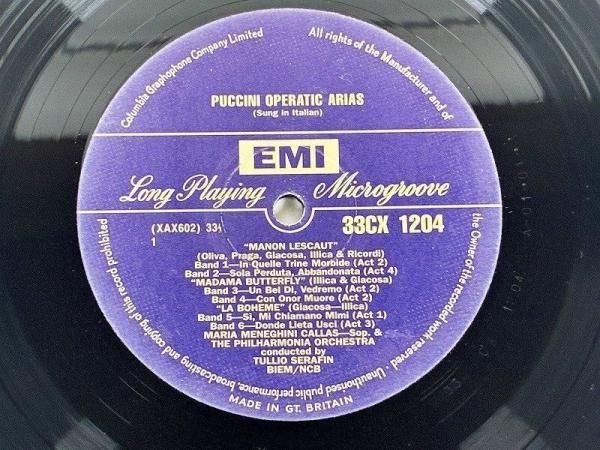 Columbia Graphophone Company Limited
All rights of the Manufacturer and of
the Owner of the recorded work reserved · Unauthorised public performance, broadcasting and copying of this record prohibited
PUCCINI OPERATIC ARIAS
(Sung in Italian)
EMI
Long Playing Microgroove
(XAX602) 33⅓
33CX 1204
1
"MANON LESCAUT"
(Oliva, Praga, Giacosa, Illica & Ricordi)
Band 1—In Quelle Trine Morbide (Act 2)
Band 2—Sola Perduta, Abbandonata (Act 4)
"MADAMA BUTTERFLY" (Illica & Giacosa)
Band 3—Un Bel Di, Vedremo (Act 2)
Band 4—Con Onor Muore (Act 2)
"LA BOHEME" (Giacosa—Illica)
Band 5—Si, Mi Chiamano Mimi (Act 1)
Band 6—Donde Lieta Usci (Act 3)
MARIA MENEGHINI CALLAS—Sop. &
THE PHILHARMONIA ORCHESTRA
conducted by
TULLIO SERAFIN
BIEM/NCB
MADE IN GT. BRITAIN